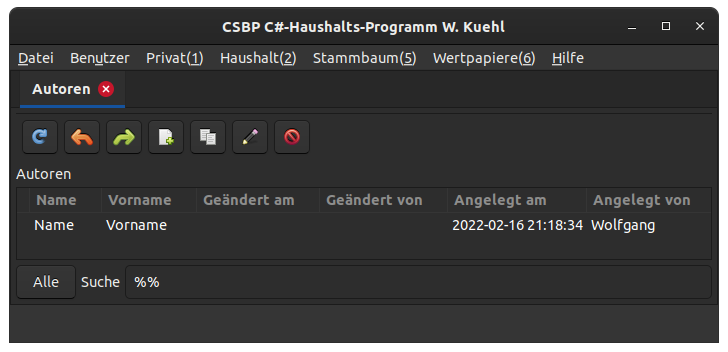 CSBP C#-Haushalts-Programm W. Kuehl
Datei Benutzer Privat(1) Haushalt(2) Stammbaum(5) Wertpapiere(6) Hilfe
Autoren
Autoren
Name Vorname Geändert am Geändert von Angelegt am Angelegt von
Name Vorname 2022-02-16 21:18:34 Wolfgang
Alle Suche %%